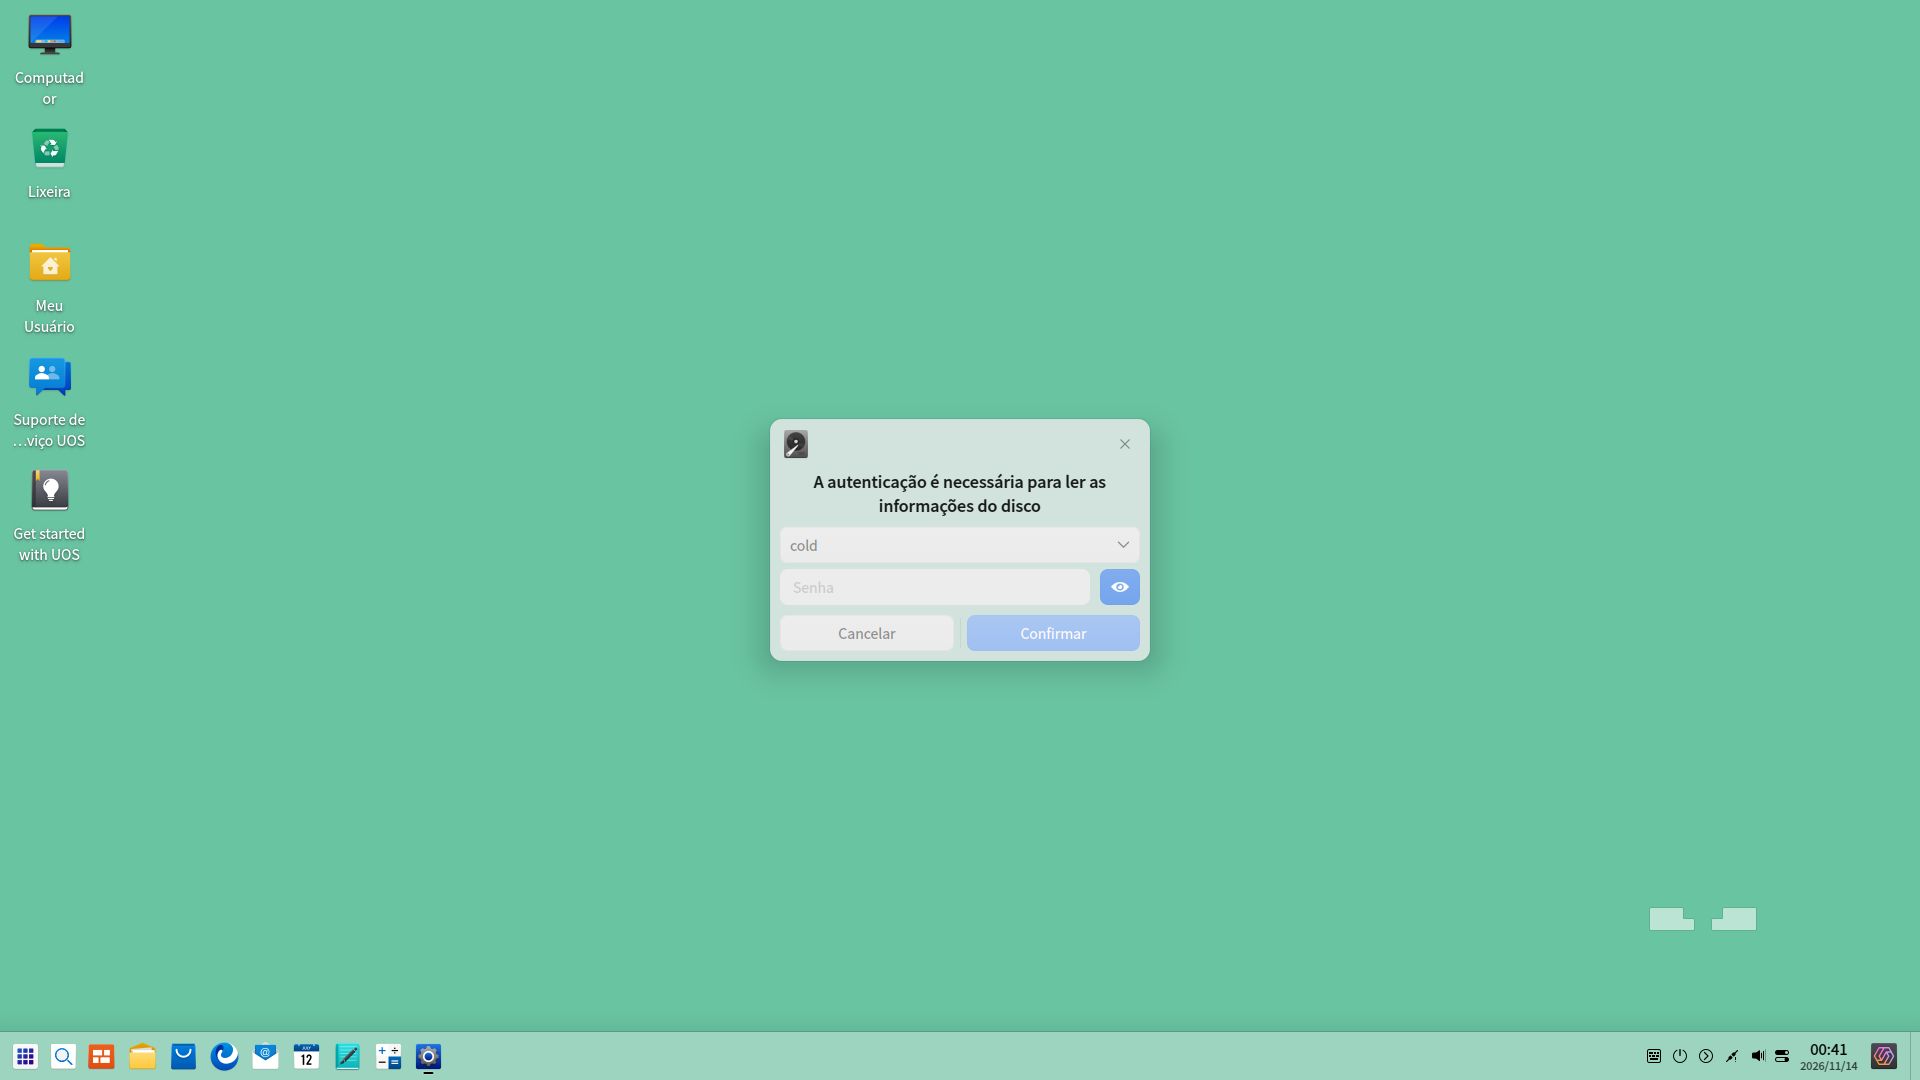 Computad
or
Lixeira
Meu
Usuário
Suporte de
...viço UOS
Get started
with UOS
A autenticação é necessária para ler as
informações do disco
cold
Senha
Cancelar
Confirmar
JULY
12
00:41
2026/11/14